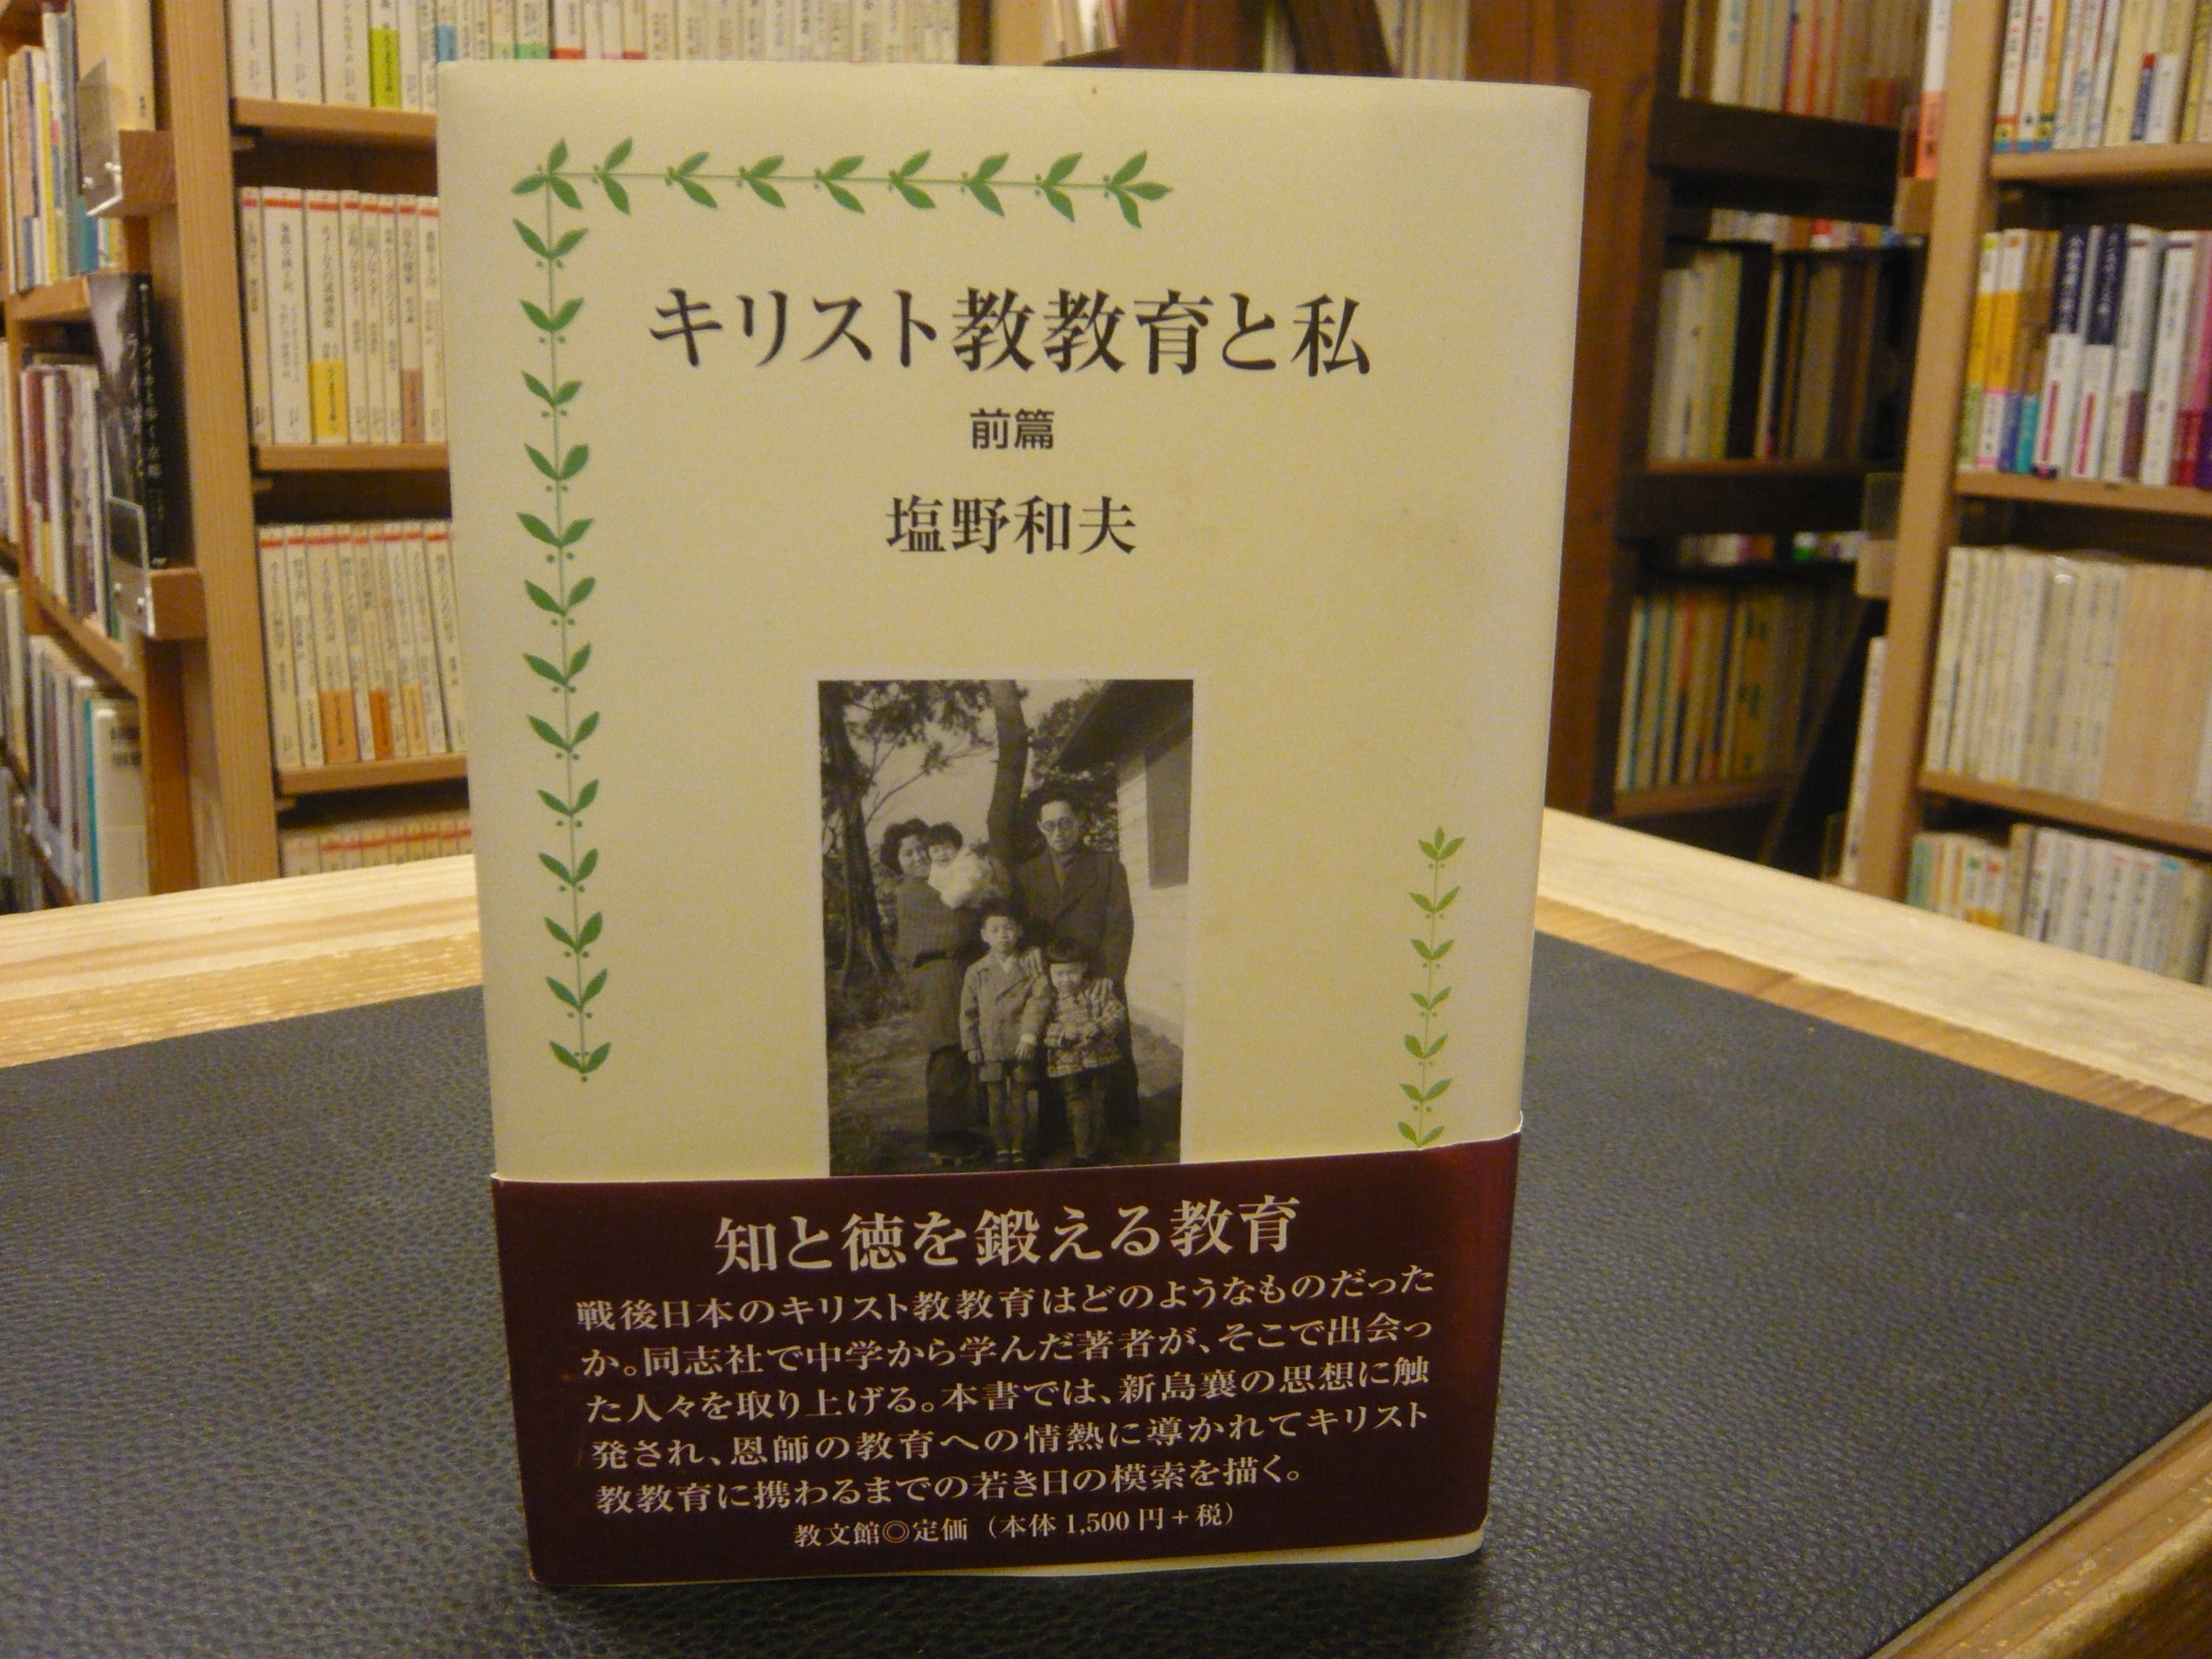 キリスト教教育と私
前篇
塩野和夫
知と徳を鍛える教育
戦後日本のキリスト教教育はどのようなものだった
か。同志社で中学から学んだ著者が、そこで出会っ
た人々を取り上げる。本書では、新島襄の思想に触
発され、恩師の教育への情熱に導かれてキリスト
教教育に携わるまでの若き日の模索を描く。
教文館◎定価（本体1,500円＋税）